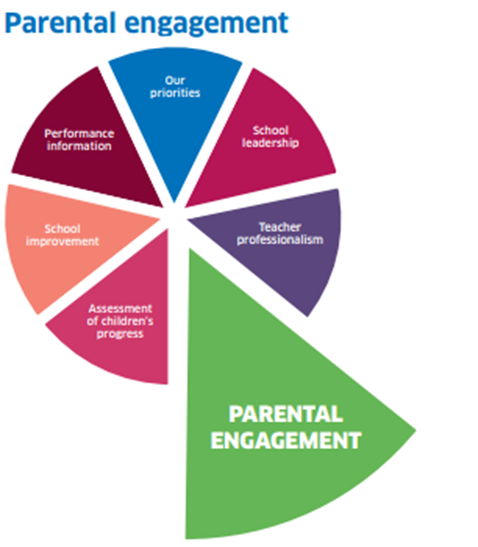 Parental engagement
Our
priorities
School
leadership
Teacher
professionalism
PARENTAL
ENGAGEMENT
Assessment
of children's
progress
School
improvement
Performance
information